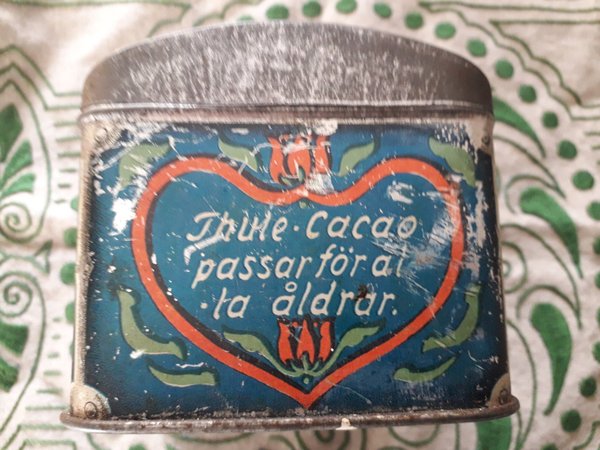 Thule·Cacao
passar för al
·la åldrar.